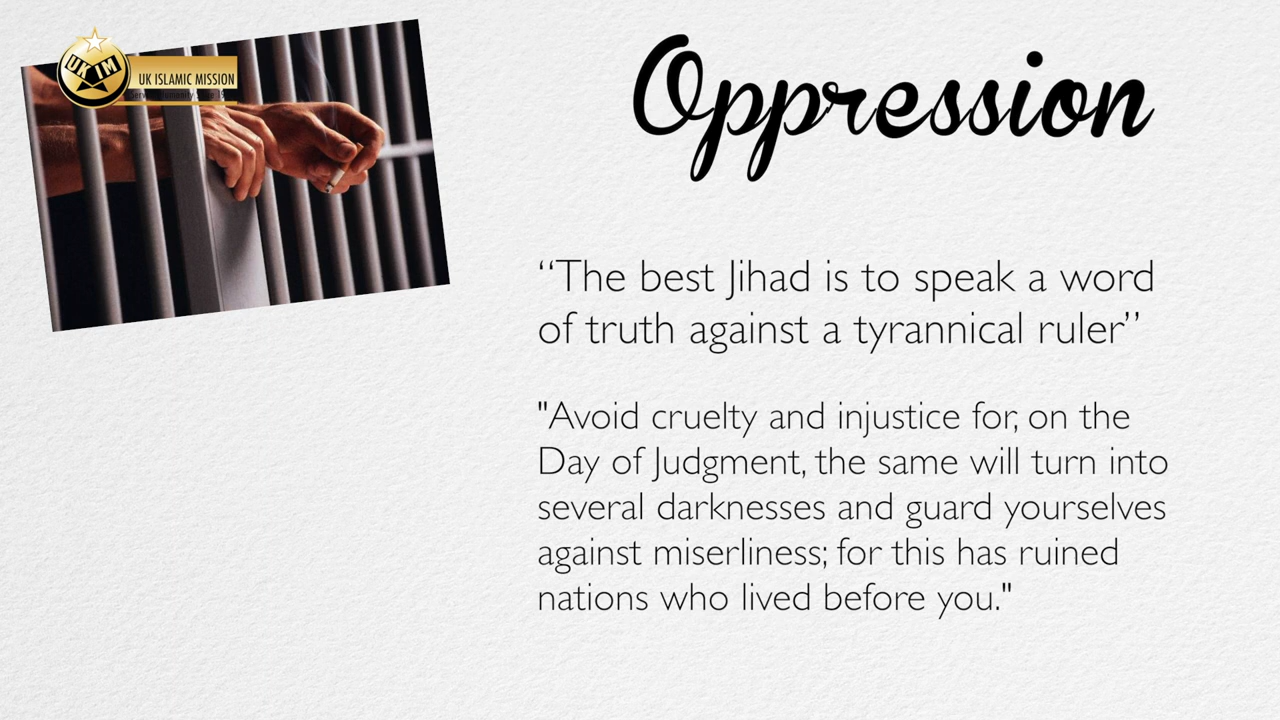 UKIM
UK ISLAMIC MISSION
Oppression
“The best Jihad is to speak a word
of truth against a tyrannical ruler”
"Avoid cruelty and injustice for, on the
Day of Judgment, the same will turn into
several darknesses and guard yourselves
against miserliness; for this has ruined
nations who lived before you."